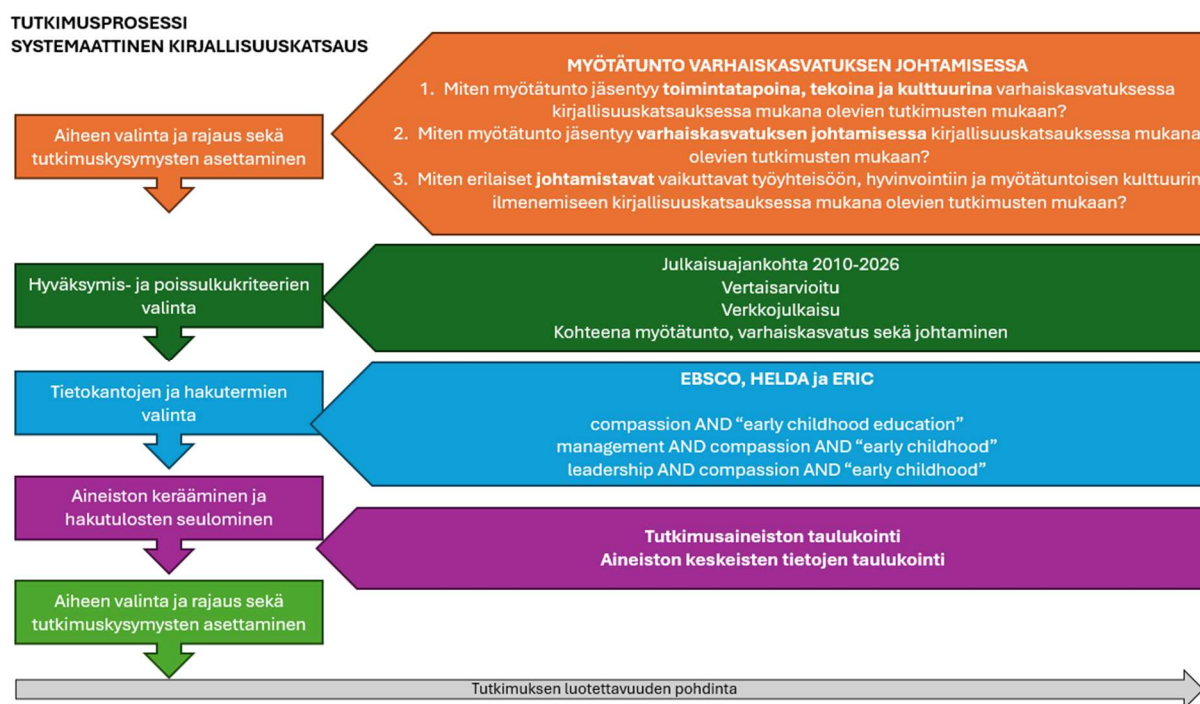 TUTKIMUSPROSESSI
SYSTEMAATTINEN KIRJALLISUUSKATSAUS
Aiheen valinta ja rajaus sekä
tutkimuskysymysten asettaminen
MYÖTÄTUNTO VARHAISKASVATUKSEN JOHTAMISESSA
1. Miten myötätunto jäsentyy toimintatapoina, tekoina ja kulttuurina varhaiskasvatuksessa
kirjallisuuskatsauksessa mukana olevien tutkimusten mukaan?
2. Miten myötätunto jäsentyy varhaiskasvatuksen johtamisessa kirjallisuuskatsauksessa mukana
olevien tutkimusten mukaan?
3. Miten erilaiset johtamistavat vaikuttavat työyhteisöön, hyvinvointiin ja myötätuntoisen kulttuurin
ilmenemiseen kirjallisuuskatsauksessa mukana olevien tutkimusten mukaan?
Hyväksymis- ja poissulkukriteerien
valinta
Julkaisuajankohta 2010-2026
Vertaisarvioitu
Verkkojulkaisu
Kohteena myötätunto, varhaiskasvatus sekä johtaminen
Tietokantojen ja hakutermien
valinta
EBSCO, HELDA ja ERIC
compassion AND “early childhood education”
management AND compassion AND “early childhood”
leadership AND compassion AND “early childhood”
Aineiston kerääminen ja
hakutulosten seulominen
Tutkimusaineiston taulukointi
Aineiston keskeisten tietojen taulukointi
Aiheen valinta ja rajaus sekä
tutkimuskysymysten asettaminen
Tutkimuksen luotettavuuden pohdinta